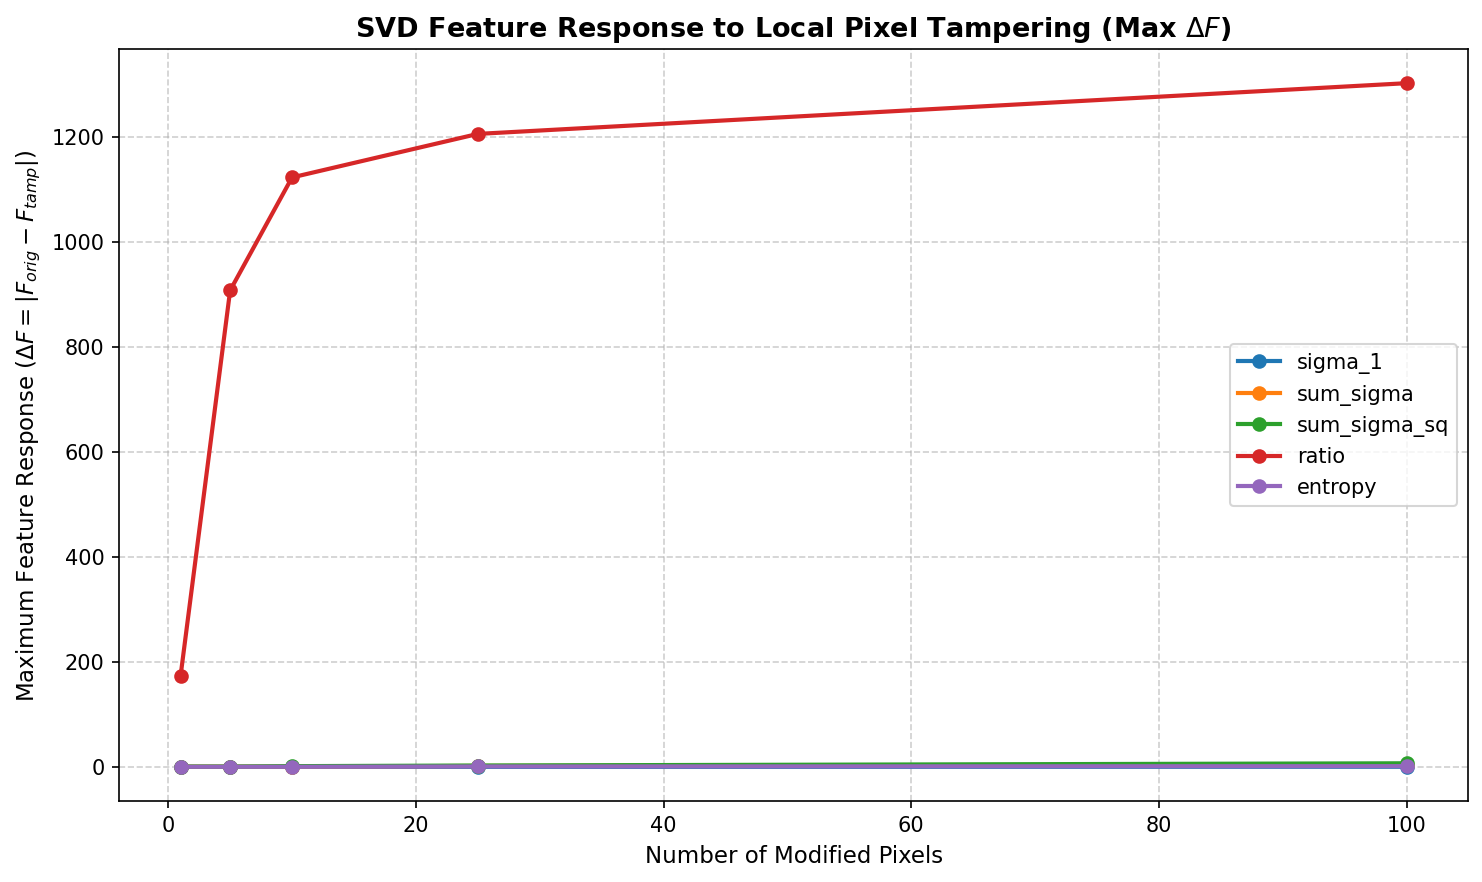 SVD Feature Response to Local Pixel Tampering (Max ΔF)
Maximum Feature Response (ΔF = |F_orig − F_tamp|)
1200
1000
800
600
400
200
0
sigma_1
sum_sigma
sum_sigma_sq
ratio
entropy
0 20 40 60 80 100
Number of Modified Pixels